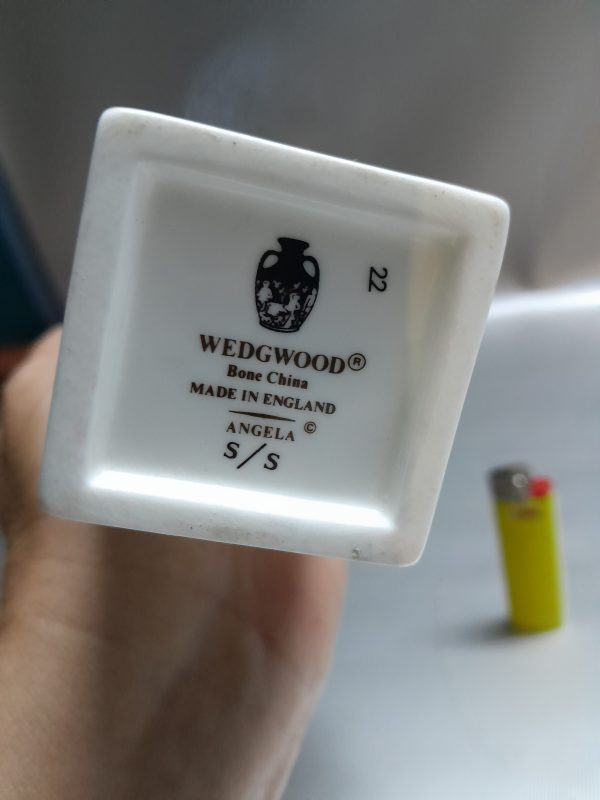 22
WEDGWOOD®
Bone China
MADE IN ENGLAND
ANGELA ©
S/S